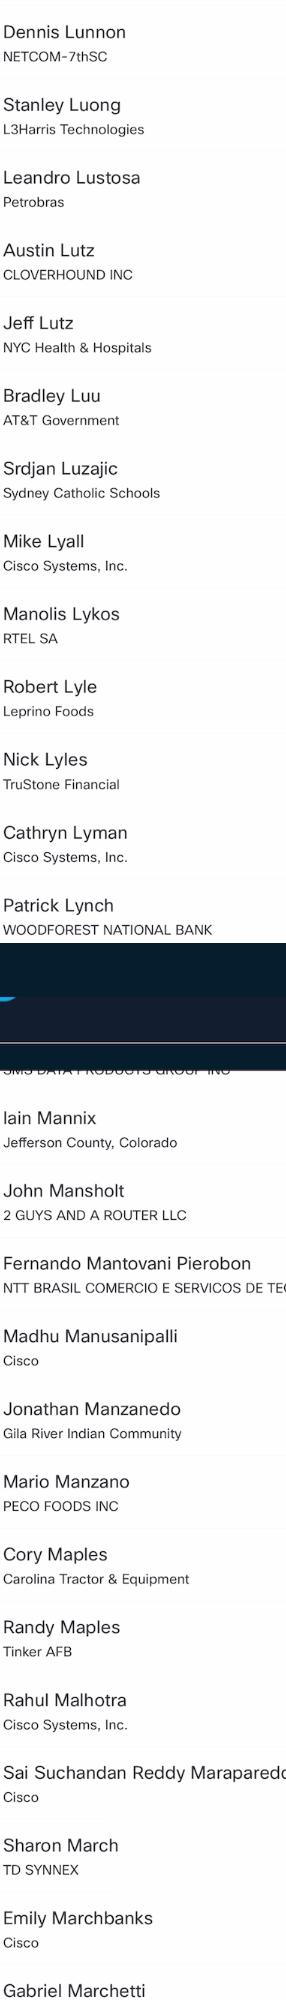 Dennis Lunnon
NETCOM-7thSC
Stanley Luong
L3Harris Technologies
Leandro Lustosa
Petrobras
Austin Lutz
CLOVERHOUND INC
Jeff Lutz
NYC Health & Hospitals
Bradley Luu
AT&T Government
Srdjan Luzajic
Sydney Catholic Schools
Mike Lyall
Cisco Systems, Inc.
Manolis Lykos
RTEL SA
Robert Lyle
Leprino Foods
Nick Lyles
TruStone Financial
Cathryn Lyman
Cisco Systems, Inc.
Patrick Lynch
WOODFOREST NATIONAL BANK
SMS DATA PRODUCTS GROUP INC
Iain Mannix
Jefferson County, Colorado
John Mansholt
2 GUYS AND A ROUTER LLC
Fernando Mantovani Pierobon
NTT BRASIL COMERCIO E SERVICOS DE
Madhu Manusanipalli
Cisco
Jonathan Manzanedo
Gila River Indian Community
Mario Manzano
PECO FOODS INC
Cory Maples
Carolina Tractor & Equipment
Randy Maples
Tinker AFB
Rahul Malhotra
Cisco Systems, Inc.
Sai Suchandan Reddy
Cisco
Sharon March
TD SYNNEX
Emily Marchbanks
Cisco
Gabriel Marchetti